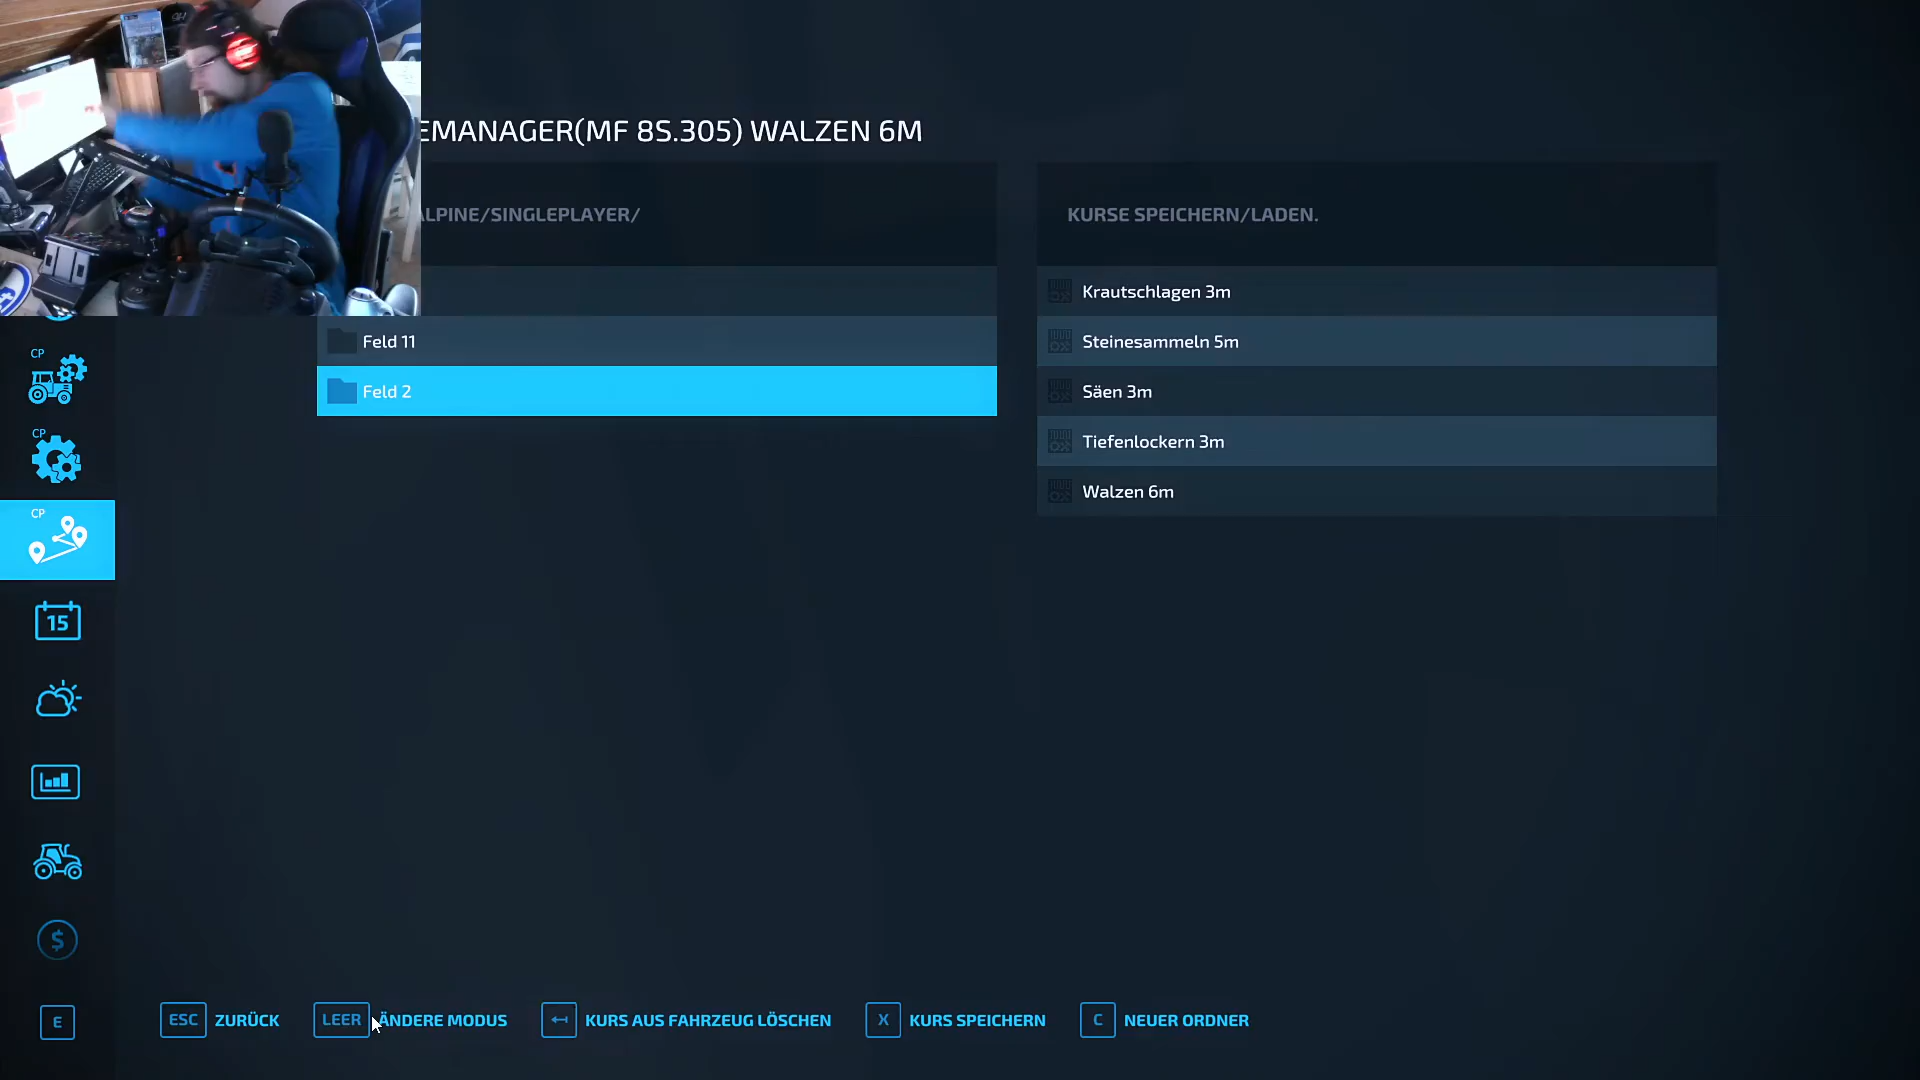 EMANAGER(MF 8S.305) WALZEN 6M
ALPINE/SINGLEPLAYER/
KURSE SPEICHERN/LADEN.
Krautschlagen 3m
Feld 11
Steinesammeln 5m
Feld 2
Säen 3m
Tiefenlockern 3m
Walzen 6m
CP
CP
CP
15
$
E
ESC ZURÜCK LEER ÄNDERE MODUS KURS AUS FAHRZEUG LÖSCHEN X KURS SPEICHERN C NEUER ORDNER